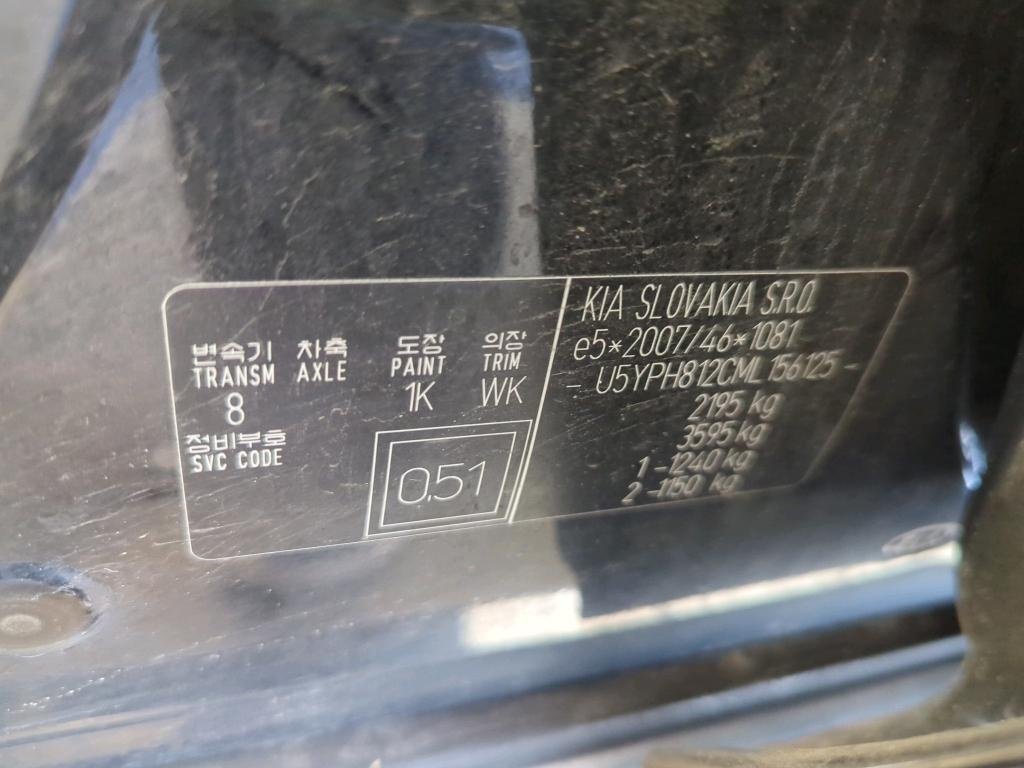 변속기 차축 도장 의장
TRANSM AXLE PAINT TRIM
8 1K WK
정비부호
SVC CODE
0.51
KIA SLOVAKIA S.R.O.
e5*2007/46*1081
- U5YPH812CML156125 -
2195 kg
3595 kg
1 -1240 kg
2 -1150 kg